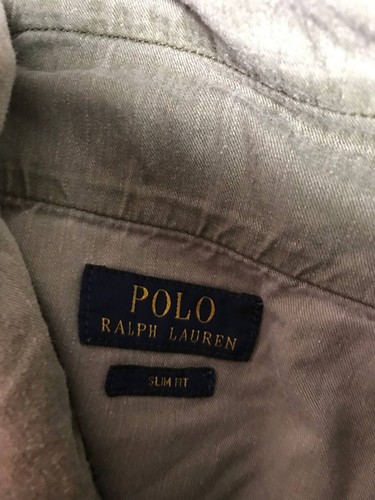 POLO
RALPH LAUREN
SLIM FIT